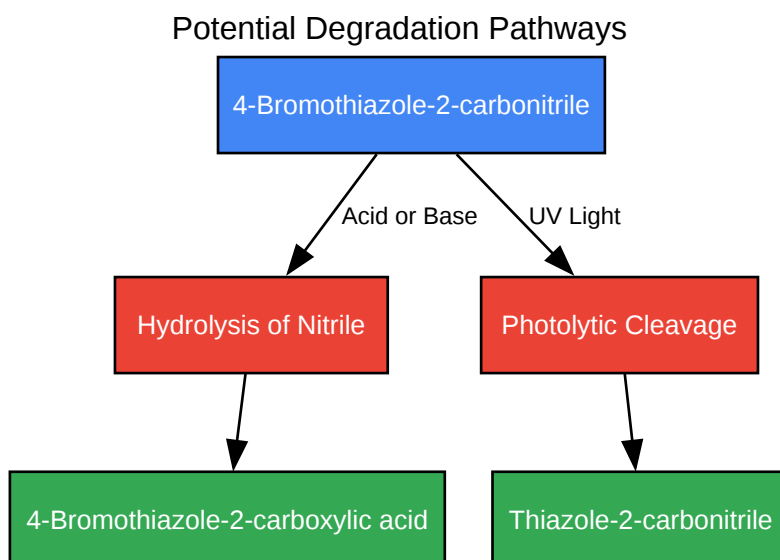 Potential Degradation Pathways
4-Bromothiazole-2-carbonitrile
Acid or Base
UV Light
Hydrolysis of Nitrile
Photolytic Cleavage
4-Bromothiazole-2-carboxylic acid
Thiazole-2-carbonitrile